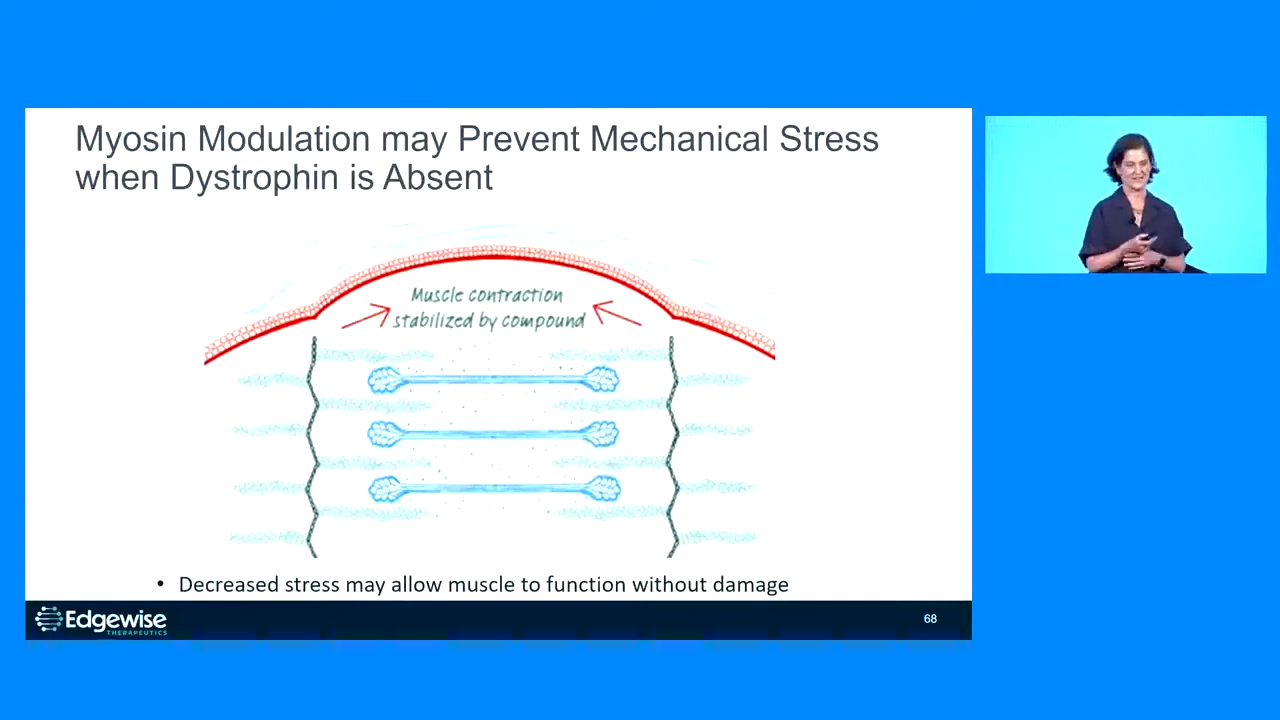 Myosin Modulation may Prevent Mechanical Stress
when Dystrophin is Absent
Muscle contraction
stabilized by compound
• Decreased stress may allow muscle to function without damage
Edgewise
THERAPEUTICS
68